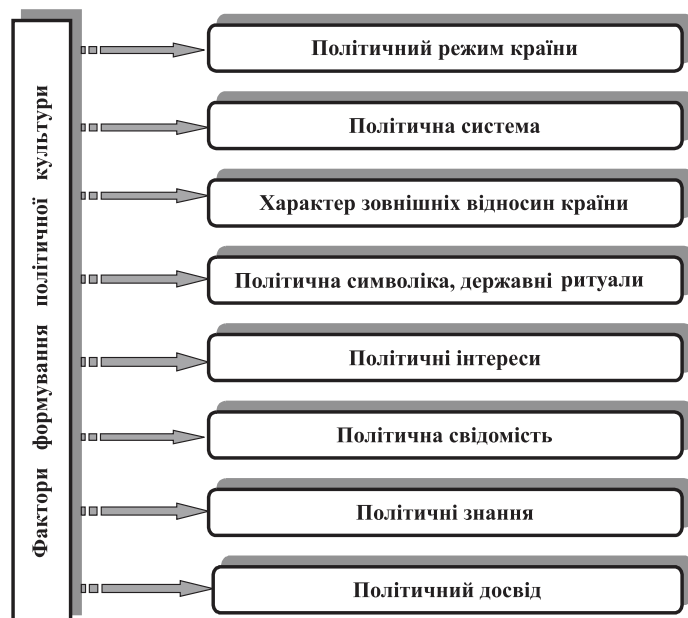 Фактори формування політичної культури
Політичний режим країни
Політична система
Характер зовнішніх відносин країни
Політична символіка, державні ритуали
Політичні інтереси
Політична свідомість
Політичні знання
Політичний досвід